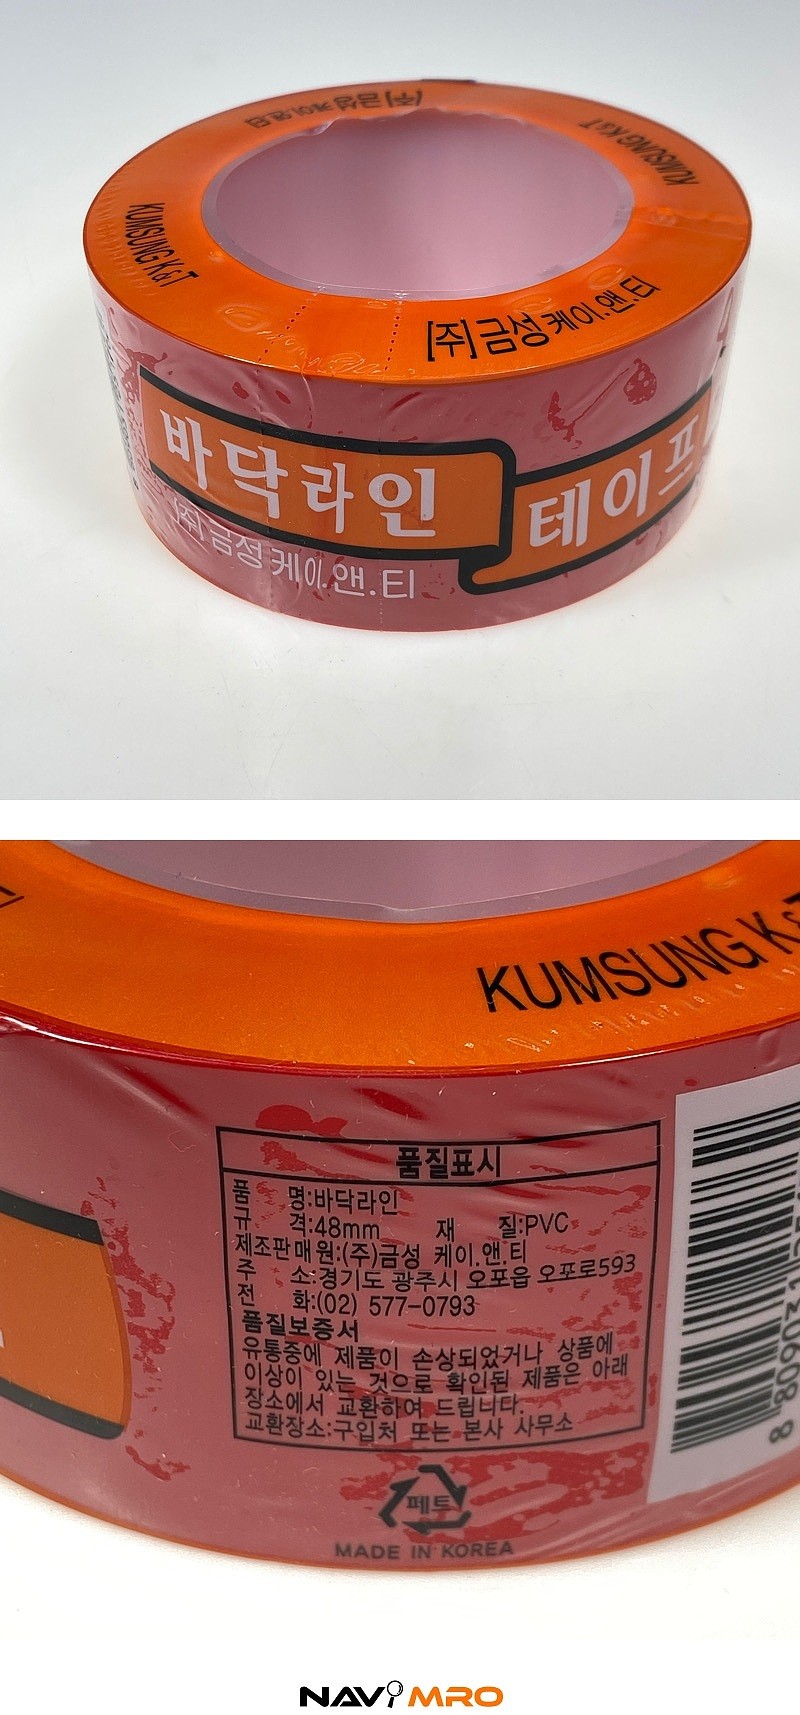 (주)금성케이.앤.티
KUMSUNG K&T
KUMSUNG K&T
[주]금성케이.앤.티
바닥라인
테이프
(주)금성케이.앤.티
KUMSUNG K&
품질표시
품 명:바닥라인
규 격:48mm 재 질:PVC
제조판매원:(주)금성 케이.앤.티
주 소:경기도 광주시 오포읍 오포로593
전 화:(02) 577-0793
품질보증서
유통중에 제품이 손상되었거나 상품에
이상이 있는 것으로 확인된 제품은 아래
장소에서 교환하여 드립니다.
교환장소:구입처 또는 본사 사무소
페트
MADE IN KOREA
NAVI MRO